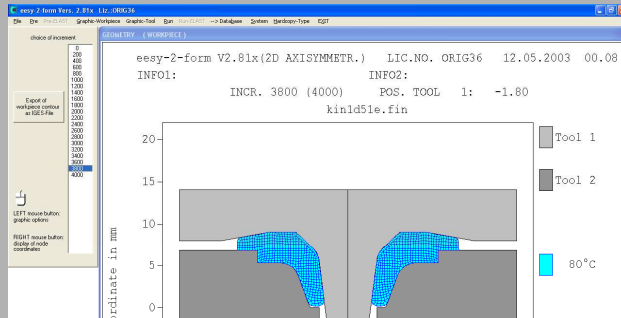 eesy 2 form Vers. 2.81x Liz.:ORIG36
File Pre Pre-ELAST Graphic-Workpiece Graphic-Tool Run Run-ELAST --> Database System Hardcopy-Type EXIT
choice of increment
0
200
400
600
800
1000
1200
1400
1600
1800
2000
2200
2400
2600
2800
3000
3200
3400
3600
3800
4000
Export of
workpiece contour
as IGES-File
LEFT mouse button:
graphic options
RIGHT mouse button:
display of node
coordinates
GEOMETRY ( WORKPIECE )
eesy-2-form V2.81x(2D AXISYMMETR.) LIC.NO. ORIG36 12.05.2003 00.08
INFO1: INFO2:
INCR. 3800 (4000) POS. TOOL 1: -1.80
kin1d51e.fin
20
15
10
5
0
ordinate in mm
Tool 1
Tool 2
80°C